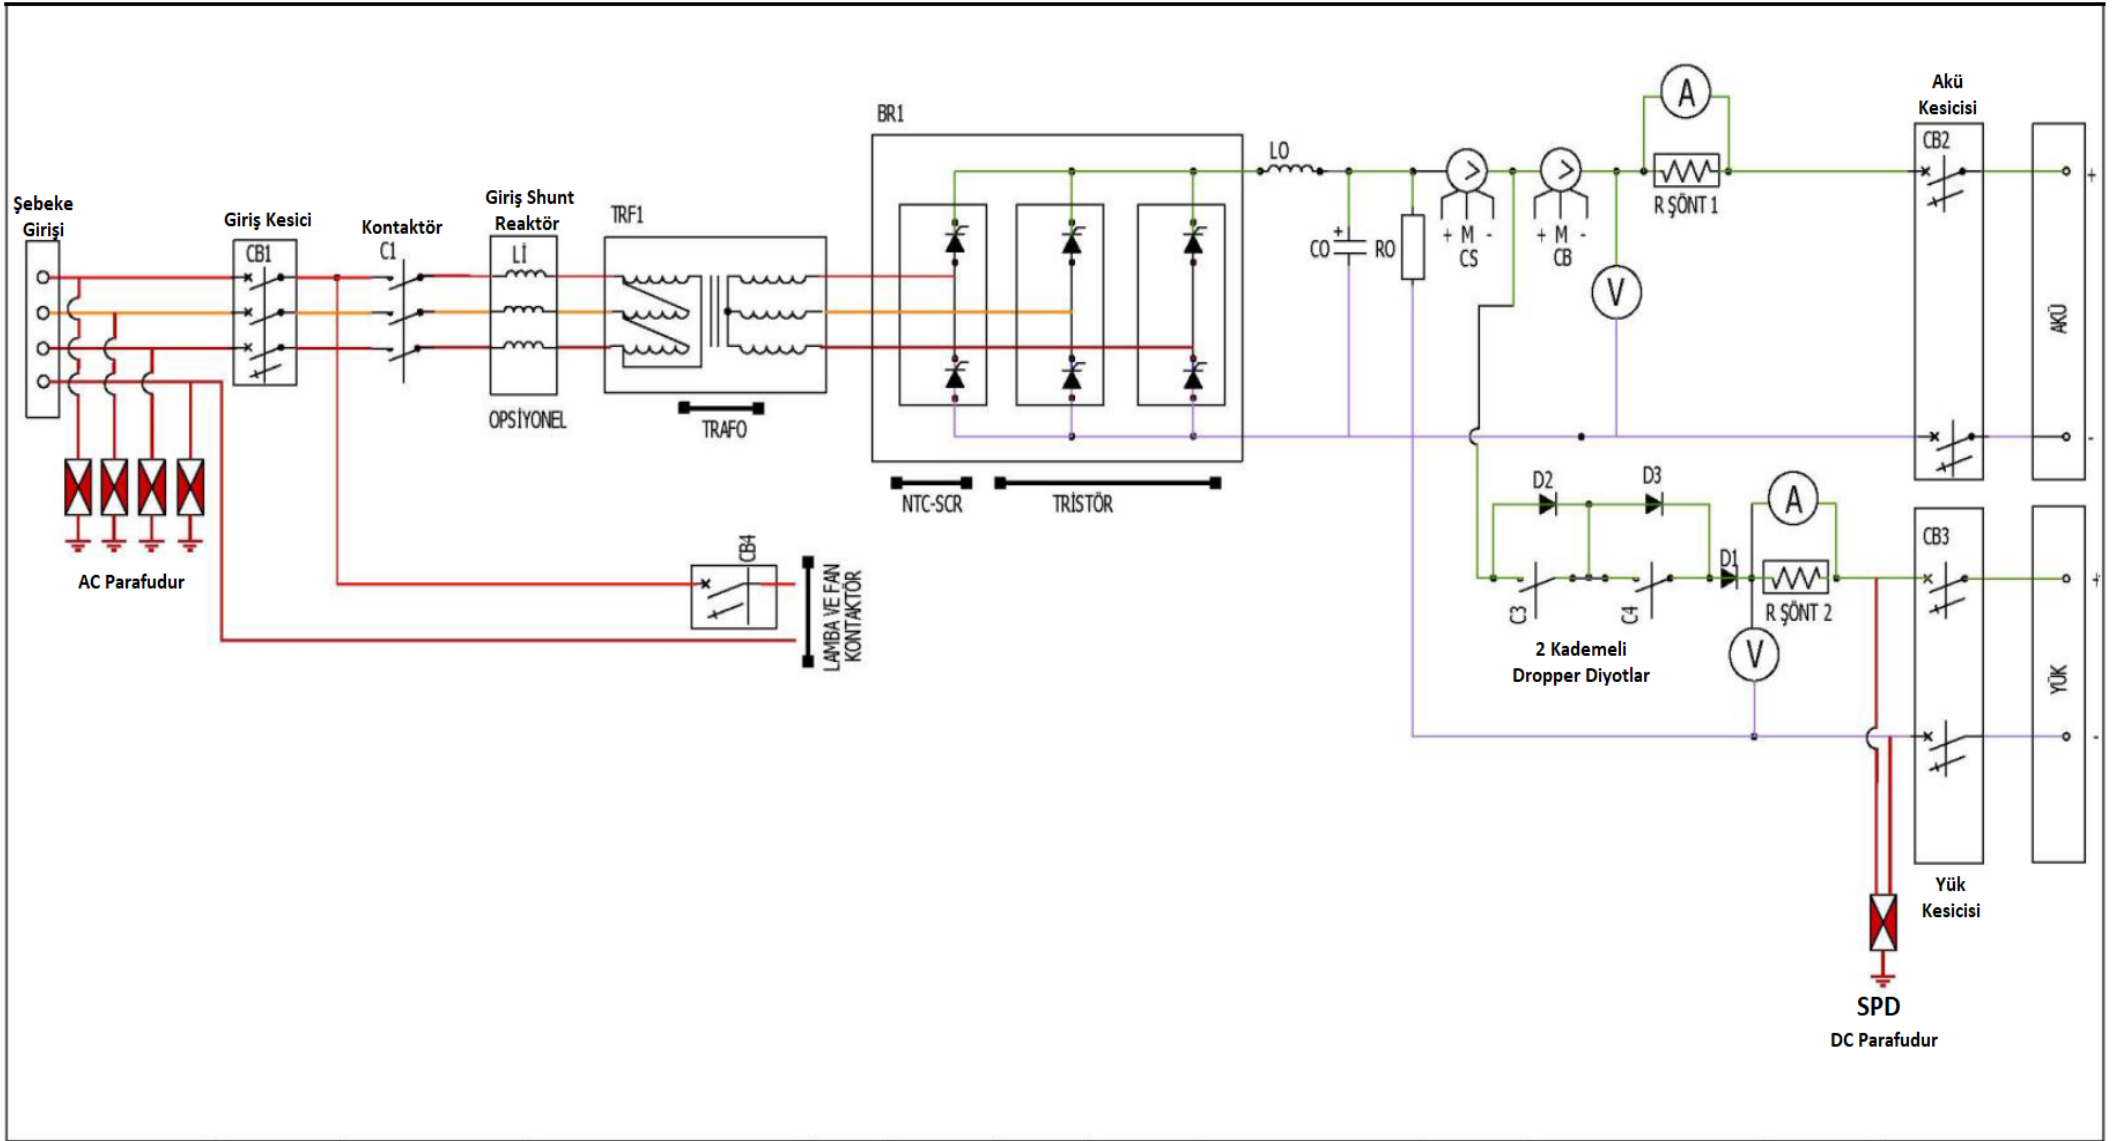 Şebeke
Girişi
Giriş Kesici
CB1
Kontaktör
C1
Giriş Shunt
Reaktör
Lİ
OPSİYONEL
TRF1
TRAFO
BR1
NTC-SCR
TRİSTÖR
LO
CO
+
RO
+ M -
CS
+ M -
CB
A
R ŞÖNT 1
V
Akü
Kesicisi
CB2
AKÜ
+
-
AC Parafudur
CB4
LAMBA VE FAN
KONTAKTÖR
D2
D3
C3
C4
D1
2 Kademeli
Dropper Diyotlar
A
R ŞÖNT 2
V
CB3
YÜK
+
-
Yük
Kesicisi
SPD
DC Parafudur